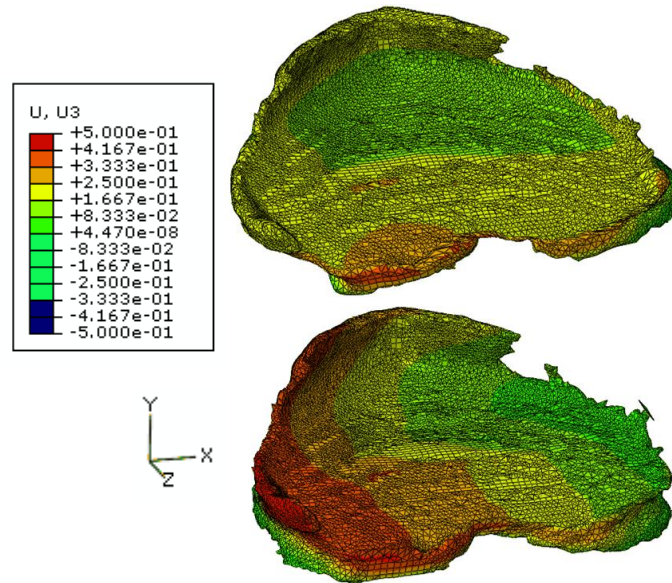 U, U3
+5.000e-01
+4.167e-01
+3.333e-01
+2.500e-01
+1.667e-01
+8.333e-02
+4.470e-08
-8.333e-02
-1.667e-01
-2.500e-01
-3.333e-01
-4.167e-01
-5.000e-01
Y
X
Z